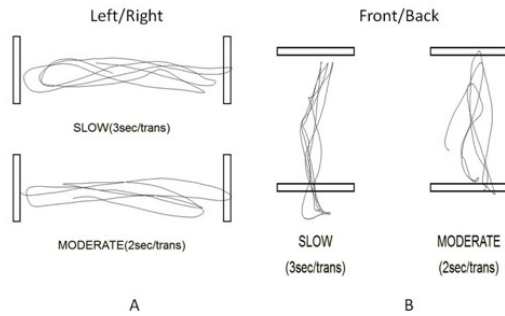 Left/Right
Front/Back
SLOW(3sec/trans)
MODERATE(2sec/trans)
SLOW
(3sec/trans)
MODERATE
(2sec/trans)
A
B